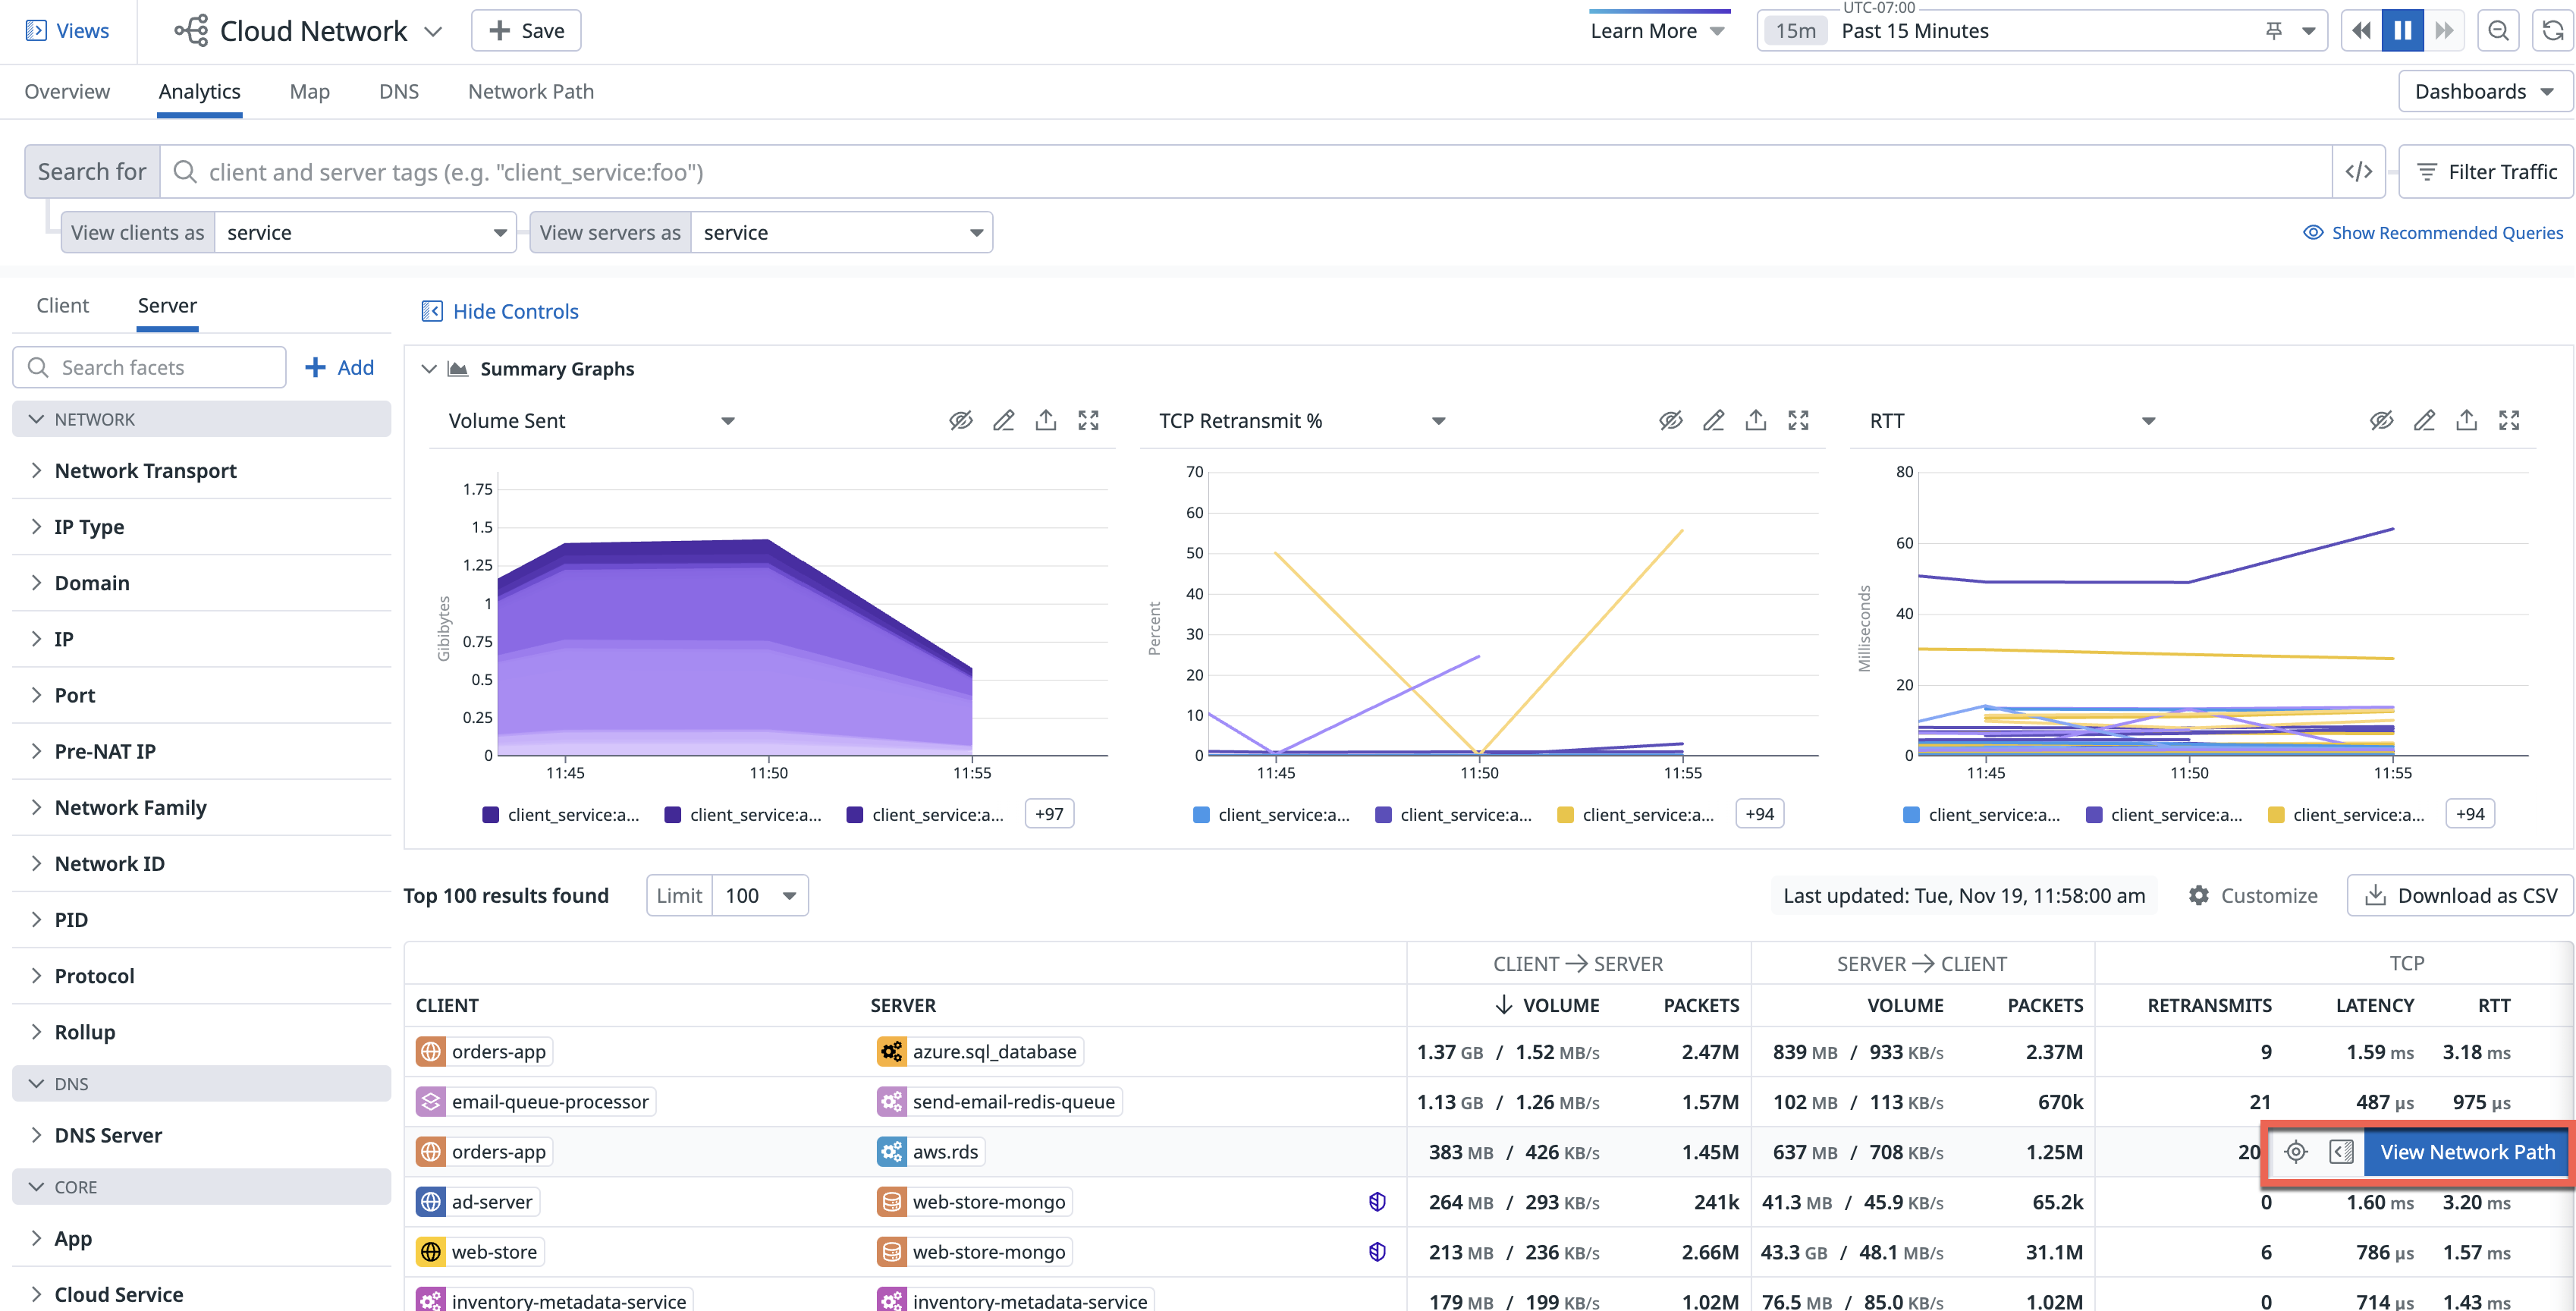 Views
Cloud Network
Save
Learn More
UTC-07:00
15m Past 15 Minutes
Overview Analytics Map DNS Network Path
Dashboards
Search for client and server tags (e.g. "client_service:foo") </> Filter Traffic
View clients as service View servers as service
Show Recommended Queries
Client Server
Hide Controls
Search facets
Add
NETWORK
Network Transport
IP Type
Domain
IP
Port
Pre-NAT IP
Network Family
Network ID
PID
Protocol
Rollup
DNS
DNS Server
CORE
App
Cloud Service
Summary Graphs
Volume Sent
Gibibytes
1.75
1.5
1.25
1
0.75
0.5
0.25
0
11:45 11:50 11:55
client_service:a... client_service:a... client_service:a... +97
TCP Retransmit %
Percent
70
60
50
40
30
20
10
0
11:45 11:50 11:55
client_service:a... client_service:a... client_service:a... +94
RTT
Milliseconds
80
60
40
20
0
11:45 11:50 11:55
client_service:a... client_service:a... client_service:a... +94
Top 100 results found Limit 100
Last updated: Tue, Nov 19, 11:58:00 am Customize Download as CSV
CLIENT → SERVER SERVER → CLIENT TCP
CLIENT SERVER ↓ VOLUME PACKETS VOLUME PACKETS RETRANSMITS LATENCY RTT
orders-app azure.sql_database 1.37 GB / 1.52 MB/s 2.47M 839 MB / 933 KB/s 2.37M 9 1.59 ms 3.18 ms
email-queue-processor send-email-redis-queue 1.13 GB / 1.26 MB/s 1.57M 102 MB / 113 KB/s 670k 21 487 µs 975 µs
orders-app aws.rds 383 MB / 426 KB/s 1.45M 637 MB / 708 KB/s 1.25M 20 View Network Path
ad-server web-store-mongo 264 MB / 293 KB/s 241k 41.3 MB / 45.9 KB/s 65.2k 0 1.60 ms 3.20 ms
web-store web-store-mongo 213 MB / 236 KB/s 2.66M 43.3 GB / 48.1 MB/s 31.1M 6 786 µs 1.57 ms
inventory-metadata-service inventory-metadata-service 179 MB / 199 KB/s 1.02M 76.5 MB / 85.0 KB/s 1.02M 0 714 µs 1.43 ms